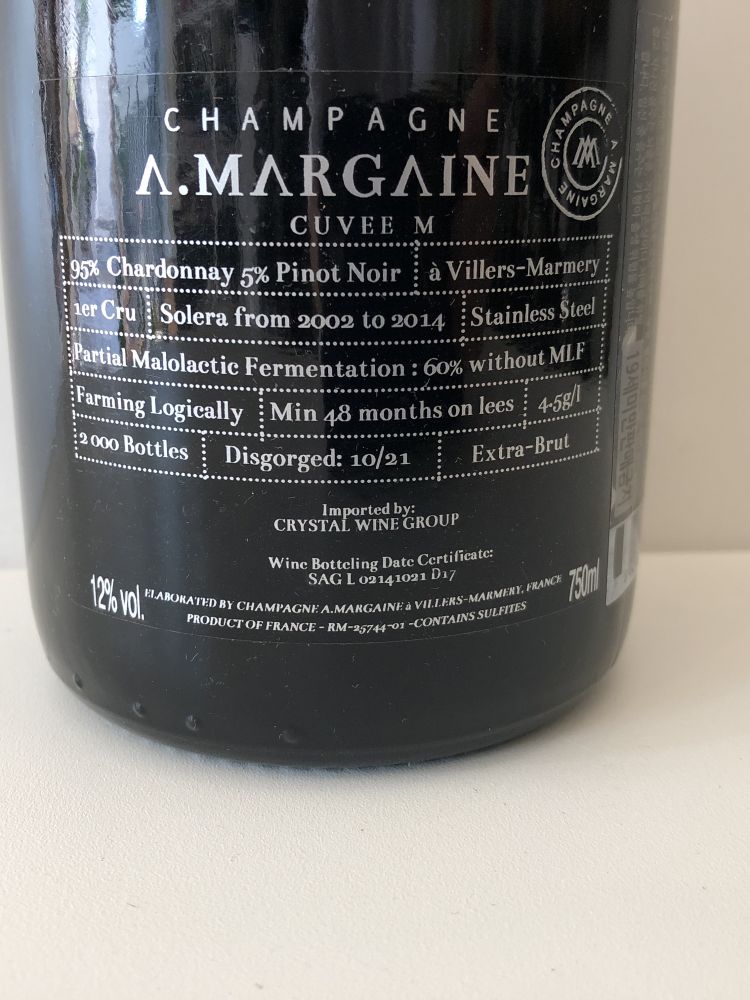 CHAMPAGNE
A.MARGAINE
CHAMPAGNE A MARGAINE
CUVEE M
95% Chardonnay 5% Pinot Noir à Villers-Marmery
1er Cru Solera from 2002 to 2014 Stainless Steel
Partial Malolactic Fermentation : 60% without MLF
Farming Logically Min 48 months on lees 4.5g/l
2 000 Bottles Disgorged: 10/21 Extra-Brut
Imported by:
CRYSTAL WINE GROUP
Wine Botteling Date Certificate:
SAG L 02141021 D17
12% vol. ELABORATED BY CHAMPAGNE A.MARGAINE à VILLERS-MARMERY, FRANCE 750ml
PRODUCT OF FRANCE - RM-25744-01 -CONTAINS SULFITES